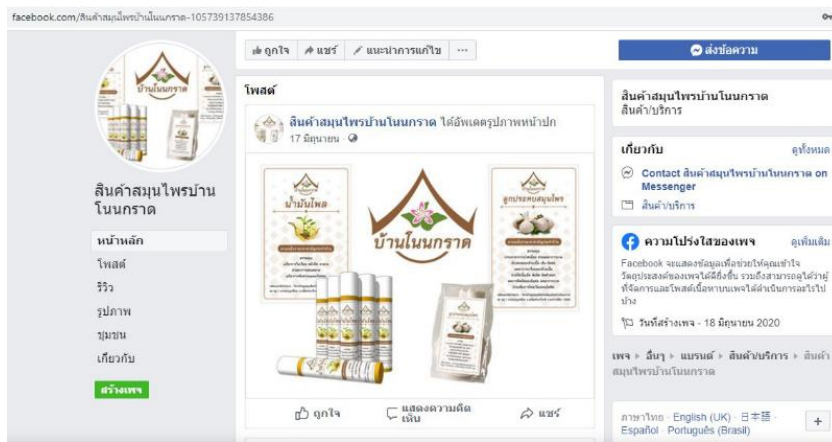 facebook.com/สินค้าสมุนไพรบ้านโนนกราด-105739137854386
บ้านโนนกราด
สินค้าสมุนไพรบ้าน
โนนกราด
หน้าหลัก
โพสต์
รีวิว
รูปภาพ
ชุมชน
เกี่ยวกับ
สร้างเพจ
ถูกใจ แชร์ แนะนำการแก้ไข ...
โพสต์
สินค้าสมุนไพรบ้านโนนกราด ได้อัพเดตรูปภาพหน้าปก
17 มิถุนายน ·
น้ำมันไพล
บ้านโนนกราด
ลูกประคบสมุนไพร
ถูกใจ
แสดงความคิด
เห็น
แชร์
ส่งข้อความ
สินค้าสมุนไพรบ้านโนนกราด
สินค้า/บริการ
เกี่ยวกับ ดูทั้งหมด
Contact สินค้าสมุนไพรบ้านโนนกราด on
Messenger
สินค้า/บริการ
ความโปร่งใสของเพจ ดูเพิ่มเติม
Facebook จะแสดงข้อมูลเพื่อช่วยให้คุณเข้าใจ
วัตถุประสงค์ของเพจได้ดียิ่งขึ้น รวมถึงสามารถดูได้ว่าผู้
ที่จัดการและโพสต์เนื้อหาบนเพจได้ดำเนินการอะไรไป
บ้าง
วันที่สร้างเพจ - 18 มิถุนายน 2020
เพจ อื่นๆ แบรนด์ สินค้า/บริการ สินค้า
สมุนไพรบ้านโนนกราด
ภาษาไทย · English (UK) · 日本語 ·
Español · Português (Brasil)